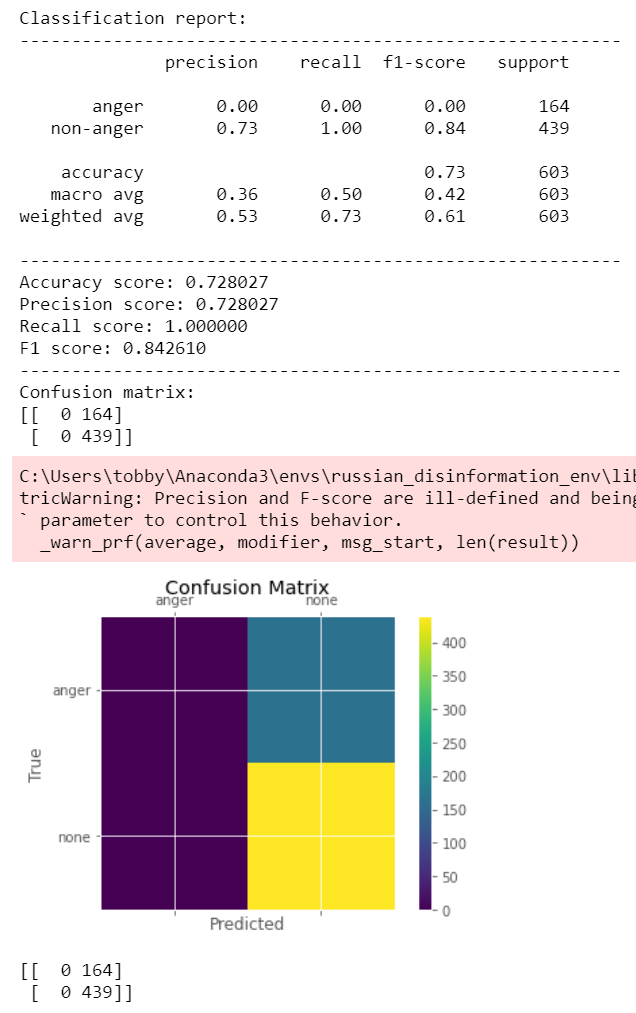 Classification report:
----------------------------------------------------------
precision recall f1-score support
anger 0.00 0.00 0.00 164
non-anger 0.73 1.00 0.84 439
accuracy 0.73 603
macro avg 0.36 0.50 0.42 603
weighted avg 0.53 0.73 0.61 603
----------------------------------------------------------
Accuracy score: 0.728027
Precision score: 0.728027
Recall score: 1.000000
F1 score: 0.842610
----------------------------------------------------------
Confusion matrix:
[[  0 164]
 [  0 439]]
C:\Users\tobby\Anaconda3\envs\russian_disinformation_env\lib
tricWarning: Precision and F-score are ill-defined and being
` parameter to control this behavior.
  _warn_prf(average, modifier, msg_start, len(result))
Confusion Matrix
anger none
anger
none
True
Predicted
400
350
300
250
200
150
100
50
0
[[  0 164]
 [  0 439]]